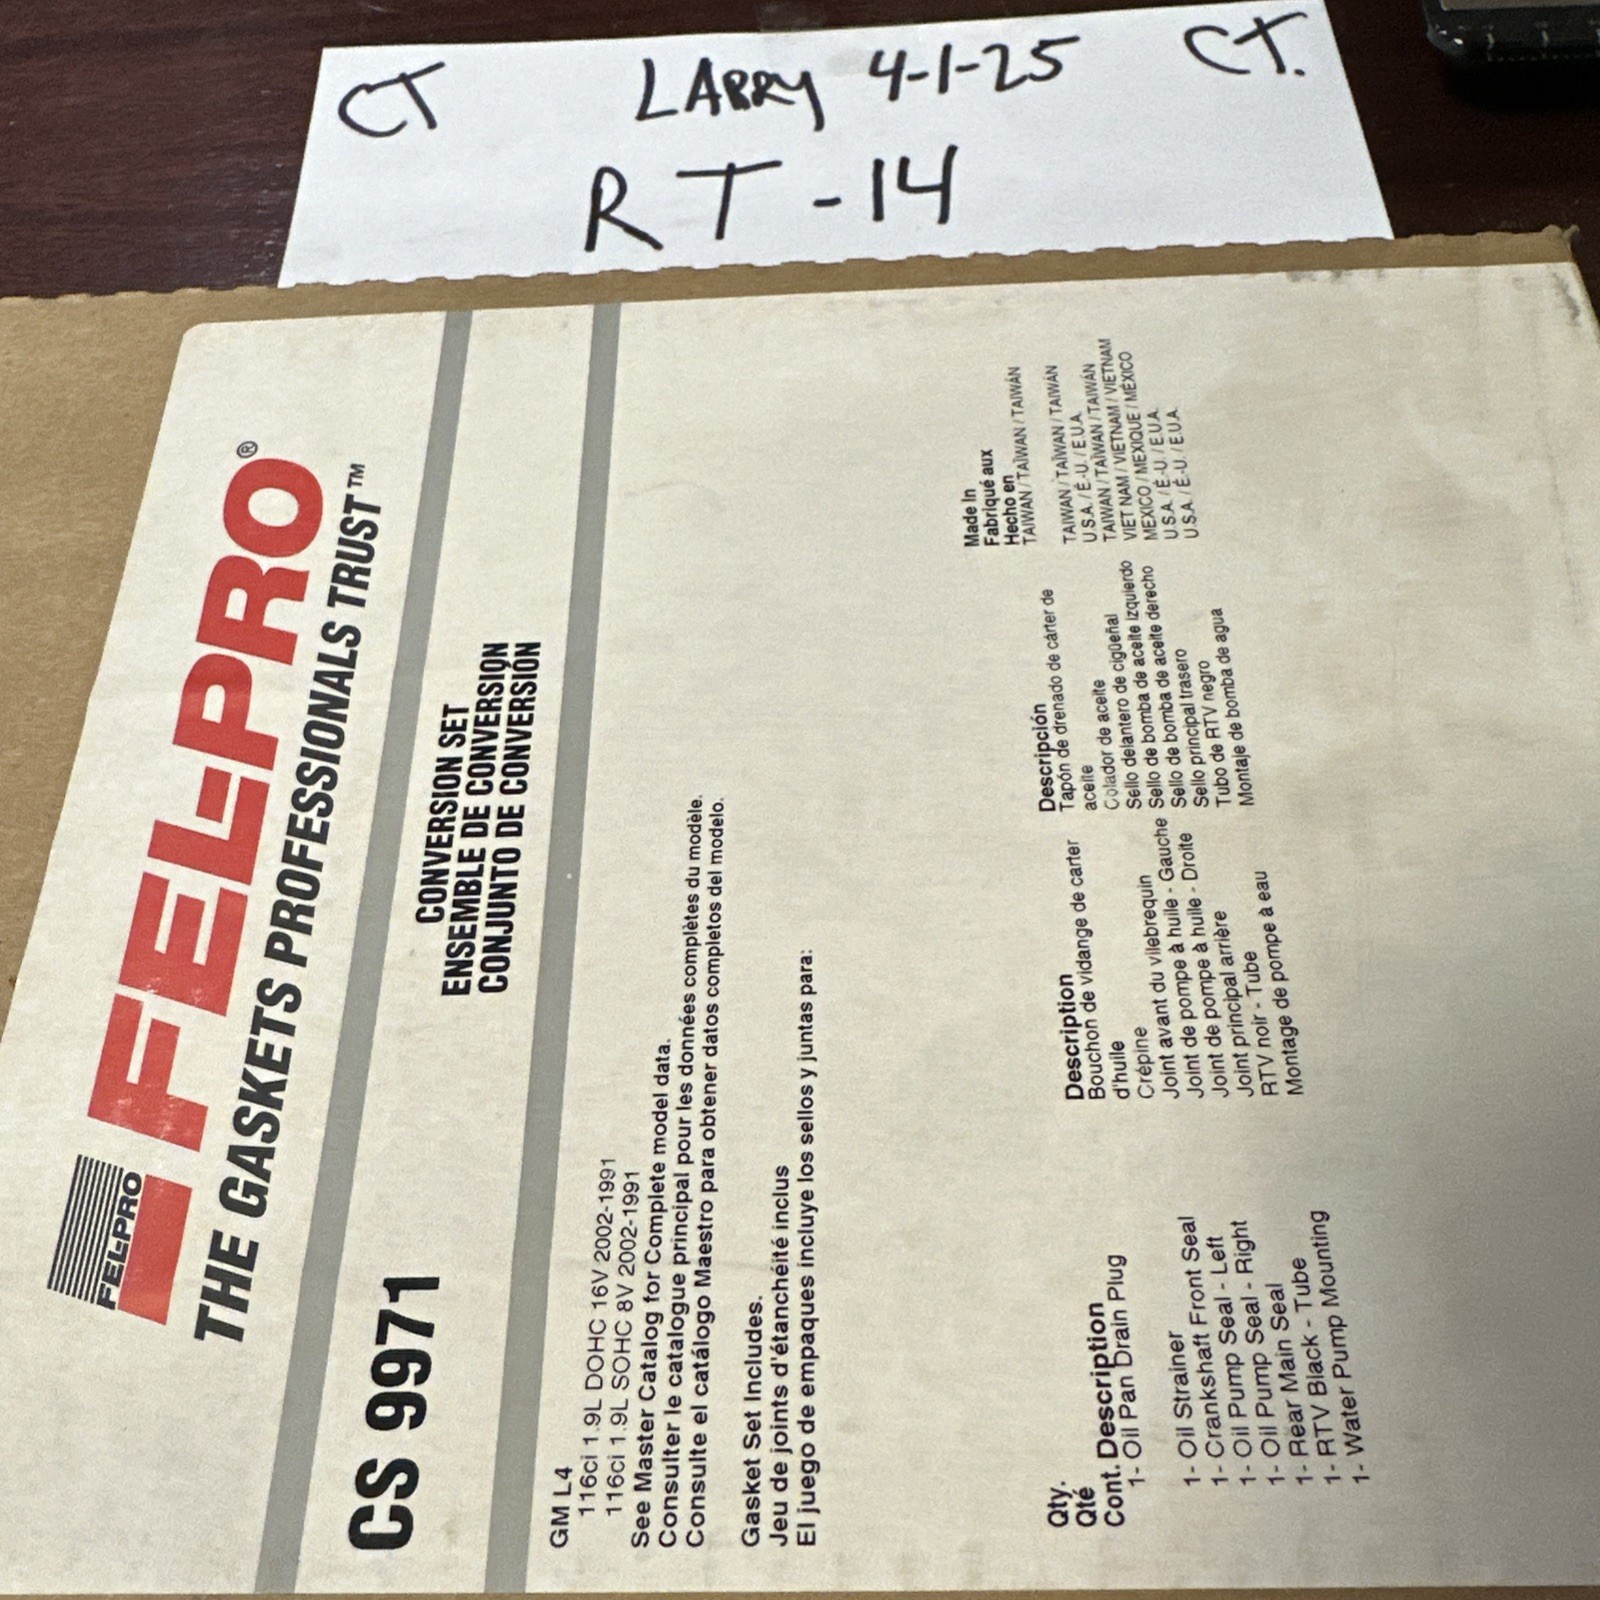 CT LARRY 4-1-25 CT.
RT-14
FEL-PRO
FEL-PRO®
THE GASKETS PROFESSIONALS TRUST™
CS 9971
CONVERSION SET
ENSEMBLE DE CONVERSION
CONJUNTO DE CONVERSIÓN
GM L4
116ci 1.9L DOHC 16V 2002-1991
116ci 1.9L SOHC 8V 2002-1991
See Master Catalog for Complete model data.
Consulter le catalogue principal pour les données complètes du modèle.
Consulte el catálogo Maestro para obtener datos completos del modelo.
Gasket Set Includes.
Jeu de joints d'étanchéité inclus
El juego de empaques incluye los sellos y juntas para:
Qty.
Qté
Cont. Description
1- Oil Pan Drain Plug
1- Oil Strainer
1- Crankshaft Front Seal
1- Oil Pump Seal - Left
1- Oil Pump Seal - Right
1- Rear Main Seal
1- RTV Black - Tube
1- Water Pump Mounting
Description
Bouchon de vidange de carter
d'huile
Crépine
Joint avant du vilebrequin
Joint de pompe à huile - Gauche
Joint de pompe à huile - Droite
Joint principal arrière
RTV noir - Tube
Montage de pompe à eau
Descripción
Tapón de drenado de cárter de
aceite
Colador de aceite
Sello delantero de cigüeñal
Sello de bomba de aceite izquierdo
Sello de bomba de aceite derecho
Sello principal trasero
Tubo de RTV negro
Montaje de bomba de agua
Made In
Fabriqué aux
Hecho en
TAIWAN / TAÏWAN / TAIWÁN
TAIWAN / TAÏWAN / TAIWÁN
U.S.A. / É.-U. / E.U.A.
TAIWAN / TAÏWAN / TAIWÁN
VIET NAM / VIETNAM / VIETNAM
MEXICO / MEXIQUE / MÉXICO
U.S.A. / É.-U. / E.U.A.
U.S.A. / É.-U. / E.U.A.